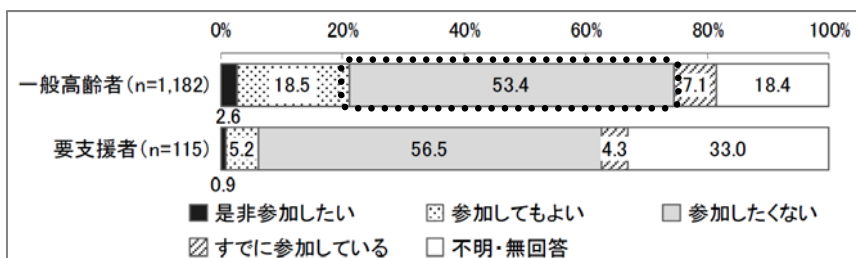 0% 20% 40% 60% 80% 100%
一般高齢者(n=1,182) 18.5 53.4 7.1 18.4
2.6
要支援者(n=115) 5.2 56.5 4.3 33.0
0.9
是非参加したい 参加してもよい 参加したくない
すでに参加している 不明・無回答